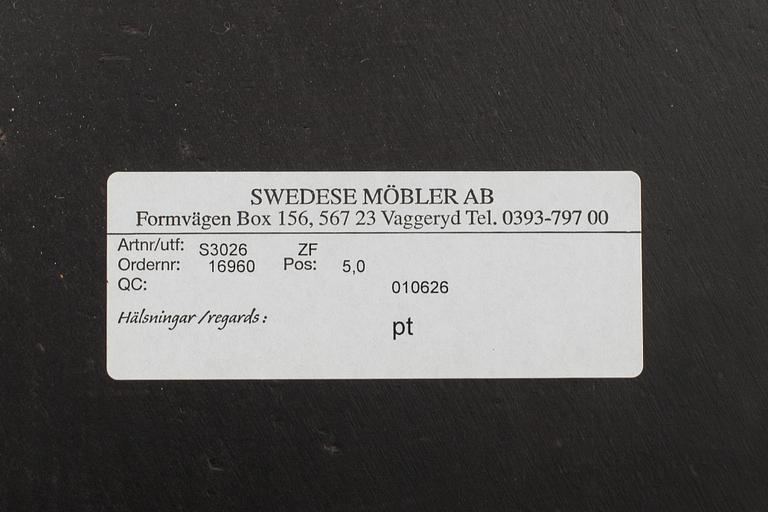 SWEDESE MÖBLER AB
Formvägen Box 156, 567 23 Vaggeryd Tel. 0393-797 00
Artnr/utf: S3026 ZF
Ordernr: 16960 Pos: 5,0
QC: 010626
Hälsningar /regards : pt